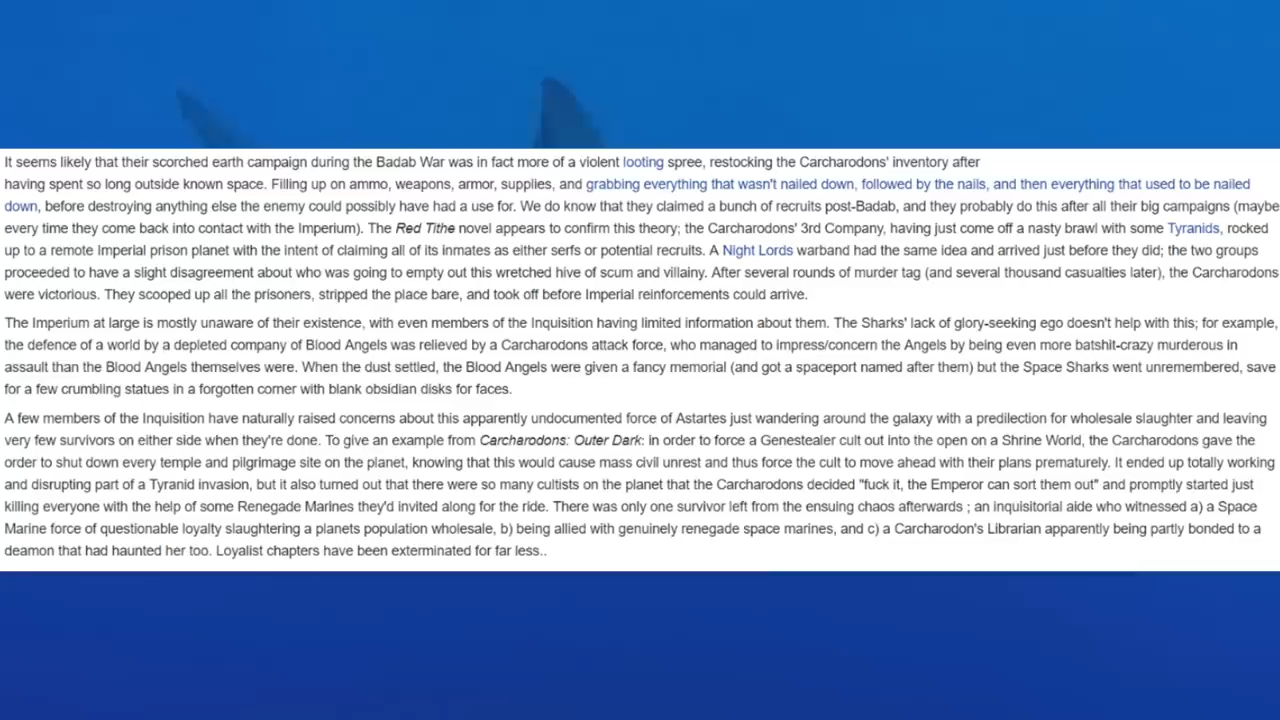 It seems likely that their scorched earth campaign during the Badab War was in fact more of a violent looting spree, restocking the Carcharodons' inventory after
having spent so long outside known space. Filling up on ammo, weapons, armor, supplies, and grabbing everything that wasn't nailed down, followed by the nails, and then everything that used to be nailed
down, before destroying anything else the enemy could possibly have had a use for. We do know that they claimed a bunch of recruits post-Badab, and they probably do this after all their big campaigns (maybe
every time they come back into contact with the Imperium). The Red Tithe novel appears to confirm this theory; the Carcharodons' 3rd Company, having just come off a nasty brawl with some Tyranids, rocked
up to a remote Imperial prison planet with the intent of claiming all of its inmates as either serfs or potential recruits. A Night Lords warband had the same idea and arrived just before they did; the two groups
proceeded to have a slight disagreement about who was going to empty out this wretched hive of scum and villainy. After several rounds of murder tag (and several thousand casualties later), the Carcharodons
were victorious. They scooped up all the prisoners, stripped the place bare, and took off before Imperial reinforcements could arrive.
The Imperium at large is mostly unaware of their existence, with even members of the Inquisition having limited information about them. The Sharks' lack of glory-seeking ego doesn't help with this; for example,
the defence of a world by a depleted company of Blood Angels was relieved by a Carcharodons attack force, who managed to impress/concern the Angels by being even more batshit-crazy murderous in
assault than the Blood Angels themselves were. When the dust settled, the Blood Angels were given a fancy memorial (and got a spaceport named after them) but the Space Sharks went unremembered, save
for a few crumbling statues in a forgotten corner with blank obsidian disks for faces.
A few members of the Inquisition have naturally raised concerns about this apparently undocumented force of Astartes just wandering around the galaxy with a predilection for wholesale slaughter and leaving
very few survivors on either side when they're done. To give an example from Carcharodons: Outer Dark: in order to force a Genestealer cult out into the open on a Shrine World, the Carcharodons gave the
order to shut down every temple and pilgrimage site on the planet, knowing that this would cause mass civil unrest and thus force the cult to move ahead with their plans prematurely. It ended up totally working
and disrupting part of a Tyranid invasion, but it also turned out that there were so many cultists on the planet that the Carcharodons decided "fuck it, the Emperor can sort them out" and promptly started just
killing everyone with the help of some Renegade Marines they'd invited along for the ride. There was only one survivor left from the ensuing chaos afterwards ; an inquisitorial aide who witnessed a) a Space
Marine force of questionable loyalty slaughtering a planets population wholesale, b) being allied with genuinely renegade space marines, and c) a Carcharodon's Librarian apparently being partly bonded to a
deamon that had haunted her too. Loyalist chapters have been exterminated for far less..